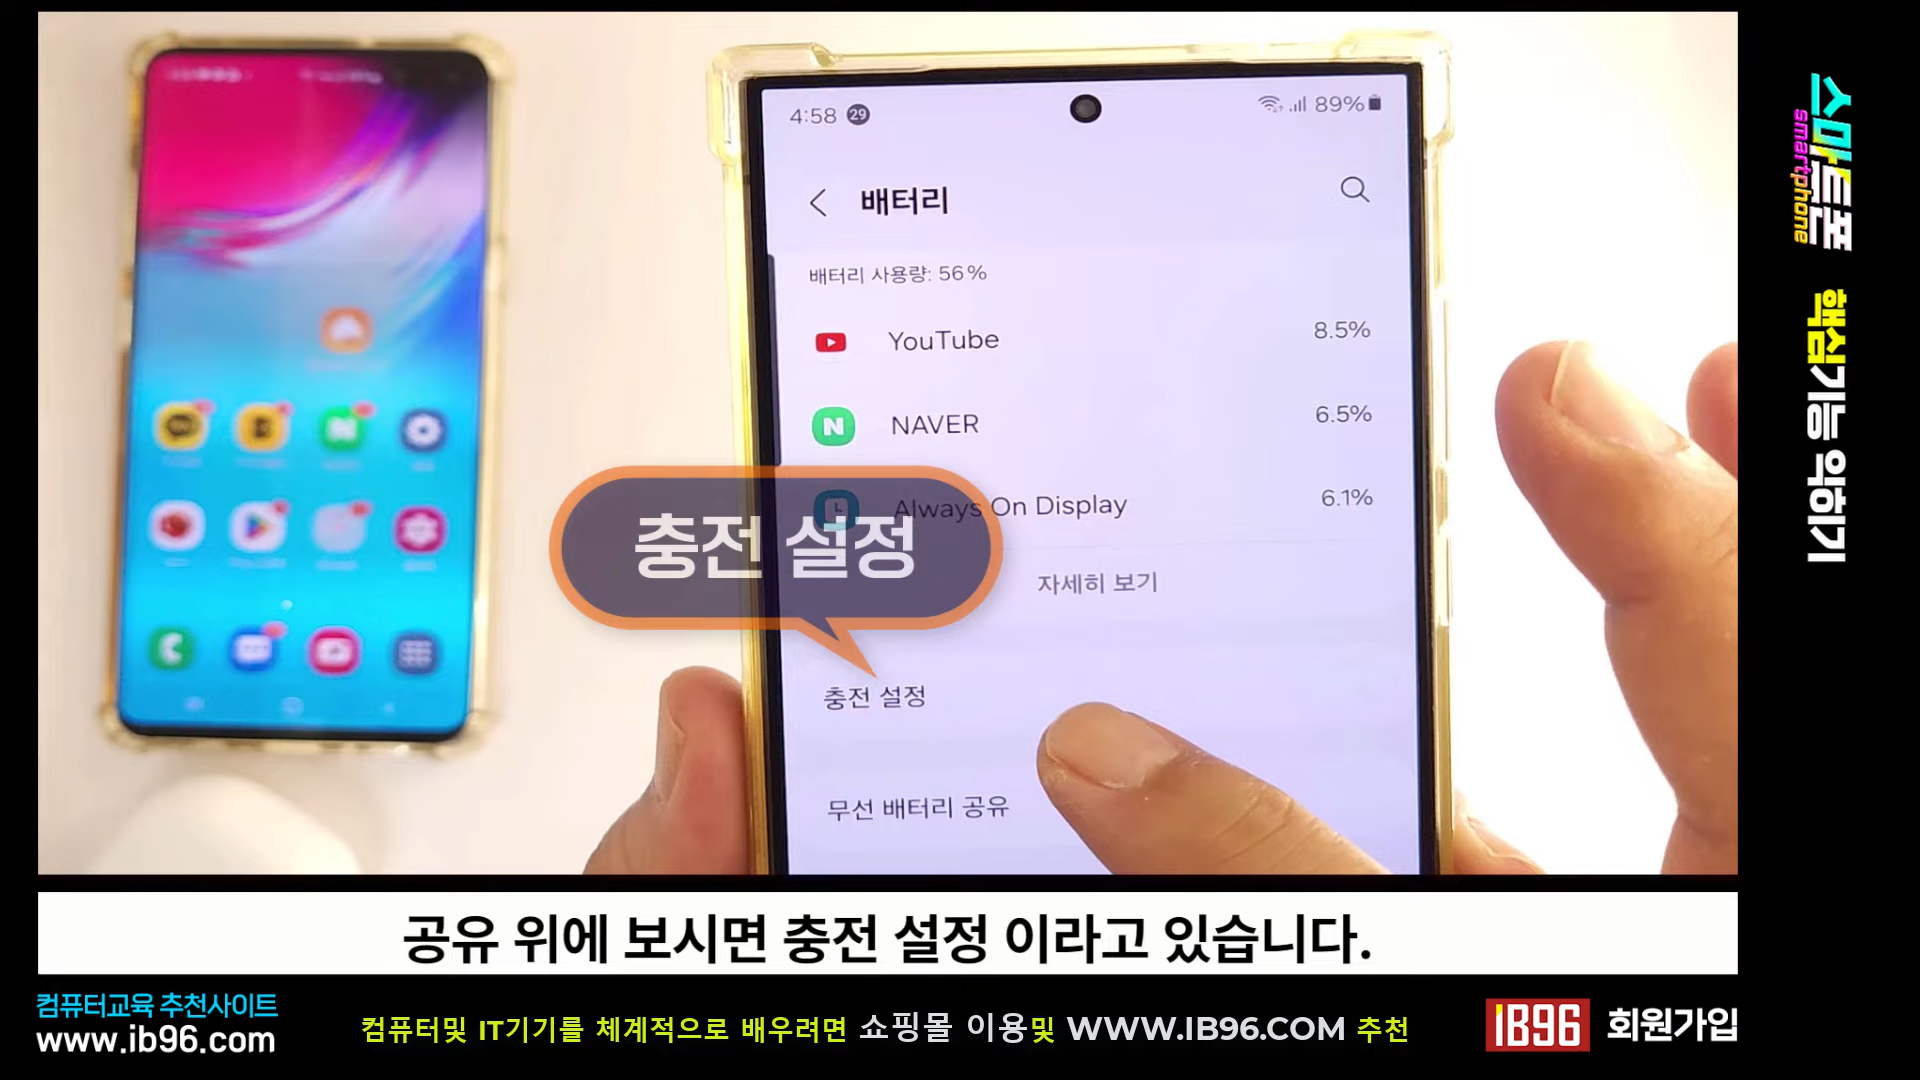 4:58 29 89%
배터리
배터리 사용량: 56%
YouTube 8.5%
NAVER 6.5%
Always On Display 6.1%
충전 설정
자세히 보기
충전 설정
무선 배터리 공유
공유 위에 보시면 충전 설정 이라고 있습니다.
컴퓨터교육 추천사이트
www.ib96.com
컴퓨터및 IT기기를 체계적으로 배우려면 쇼핑몰 이용및 WWW.IB96.COM 추천
IB96 회원가입
스마트폰
smartphone
핵심기능 익히기